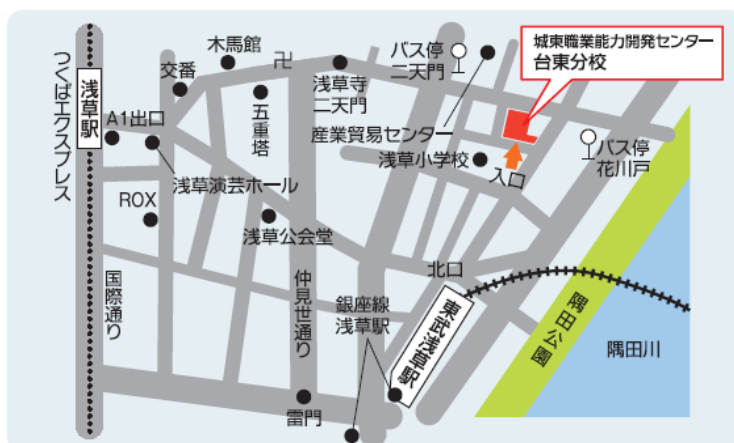 城東職業能力開発センター
台東分校
木馬館
卍
バス停
二天門
交番
浅草寺
二天門
つくばエクスプレス
浅草駅
A1出口
五重塔
産業貿易センター
浅草小学校
バス停
花川戸
入口
浅草演芸ホール
ROX
浅草公会堂
国際通り
仲見世通り
北口
銀座線
浅草駅
東武浅草駅
隅田公園
隅田川
雷門